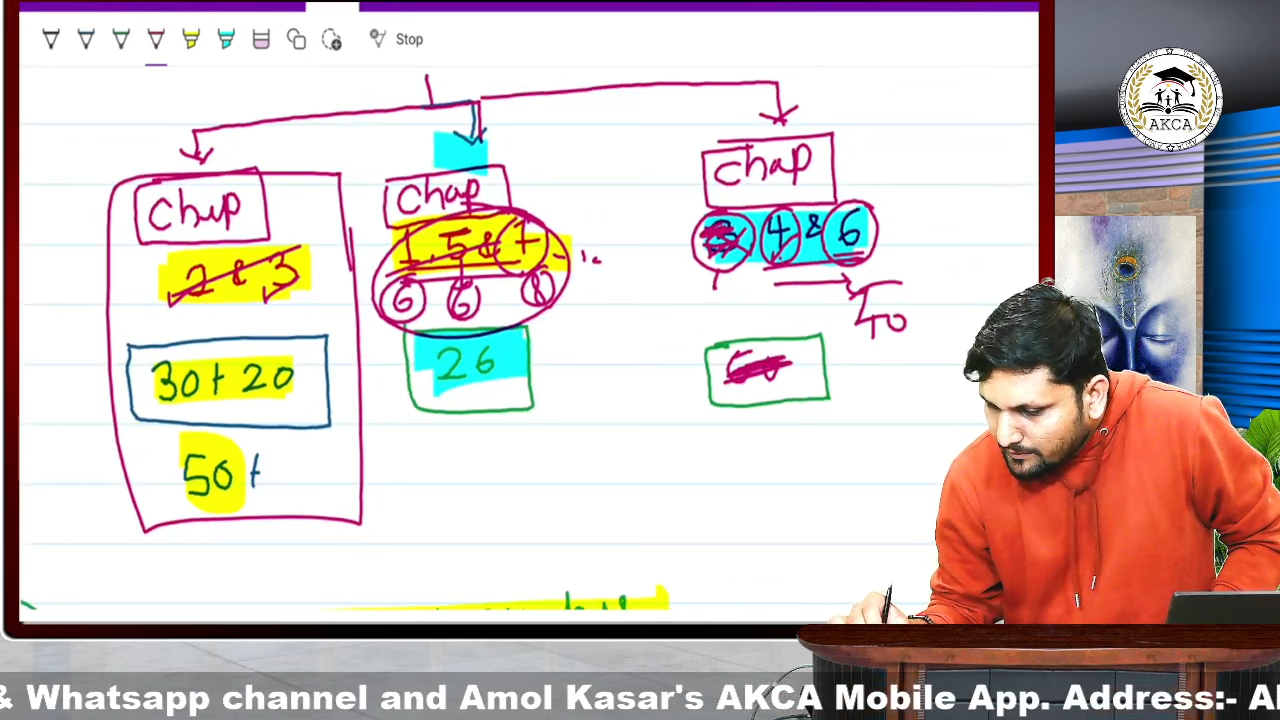 Stop
Chap
2 & 3
30 + 20
50 +
Chap
1, 5 & 7
6 6 8
26
Chap
4 & 6
40
AKCA
& Whatsapp channel and Amol Kasar's AKCA Mobile App. Address:- A